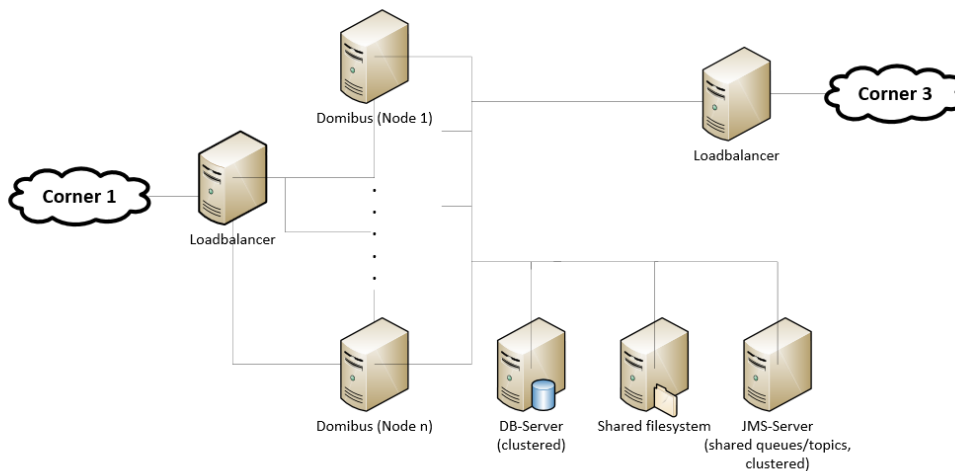 Domibus (Node 1)
Corner 3
Loadbalancer
Corner 1
Loadbalancer
Domibus (Node n)
DB-Server
(clustered)
Shared filesystem
JMS-Server
(shared queues/topics,
clustered)